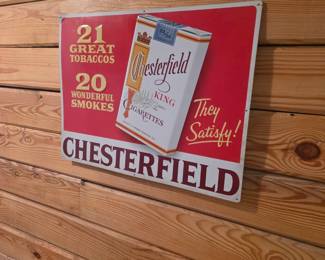 21
GREAT
TOBACCOS
20
WONDERFUL
SMOKES
Chesterfield
KING
CIGARETTES
They
Satisfy!
CHESTERFIELD